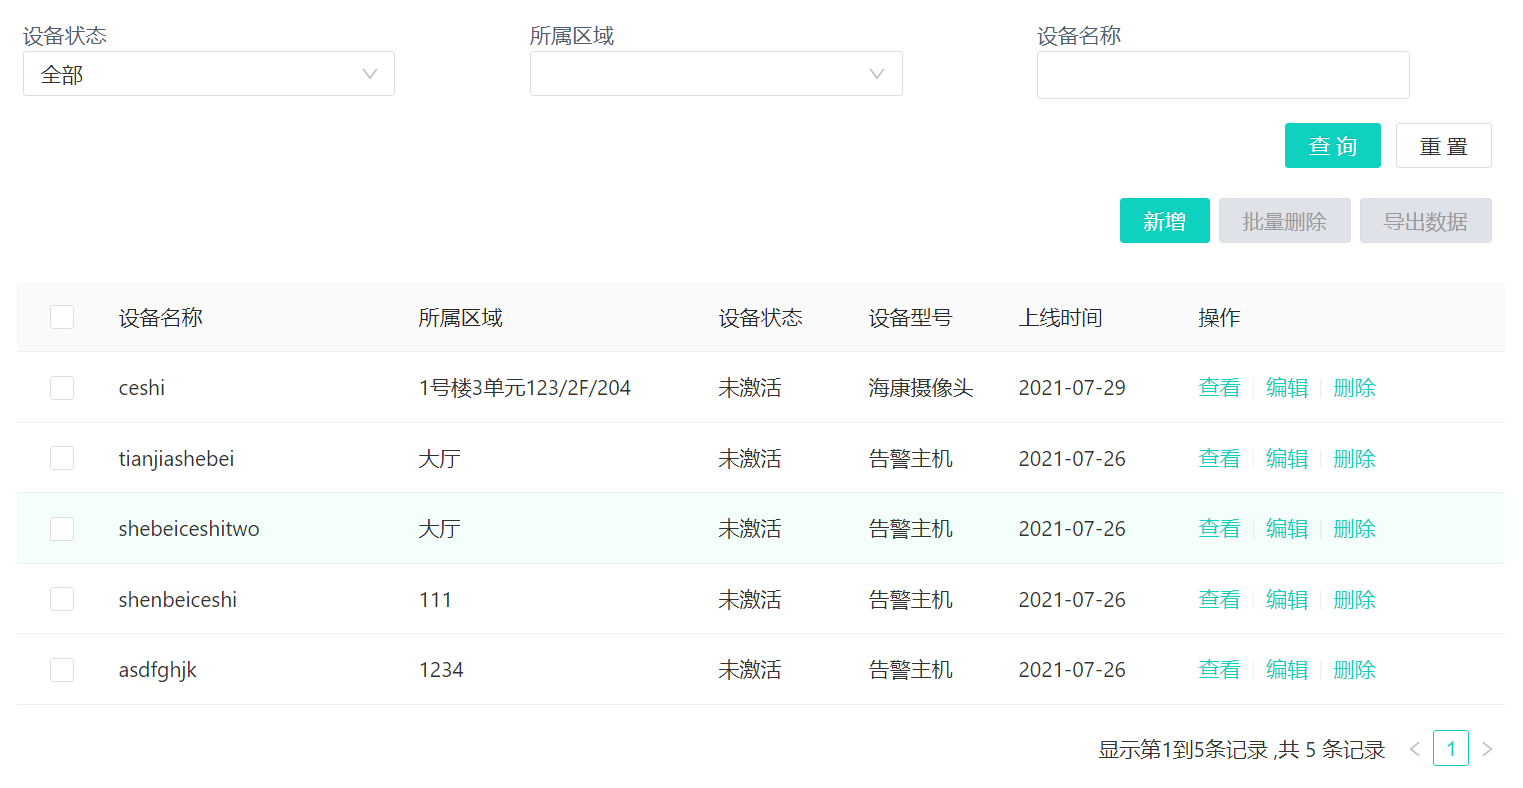 设备状态 所属区域 设备名称
全部
查询 重置
新增 批量删除 导出数据
设备名称 所属区域 设备状态 设备型号 上线时间 操作
ceshi 1号楼3单元123/2F/204 未激活 海康摄像头 2021-07-29 查看 编辑 删除
tianjiashebei 大厅 未激活 告警主机 2021-07-26 查看 编辑 删除
shebeiceshitwo 大厅 未激活 告警主机 2021-07-26 查看 编辑 删除
shenbeiceshi 111 未激活 告警主机 2021-07-26 查看 编辑 删除
asdfghjk 1234 未激活 告警主机 2021-07-26 查看 编辑 删除
显示第1到5条记录 ,共 5 条记录 < 1 >